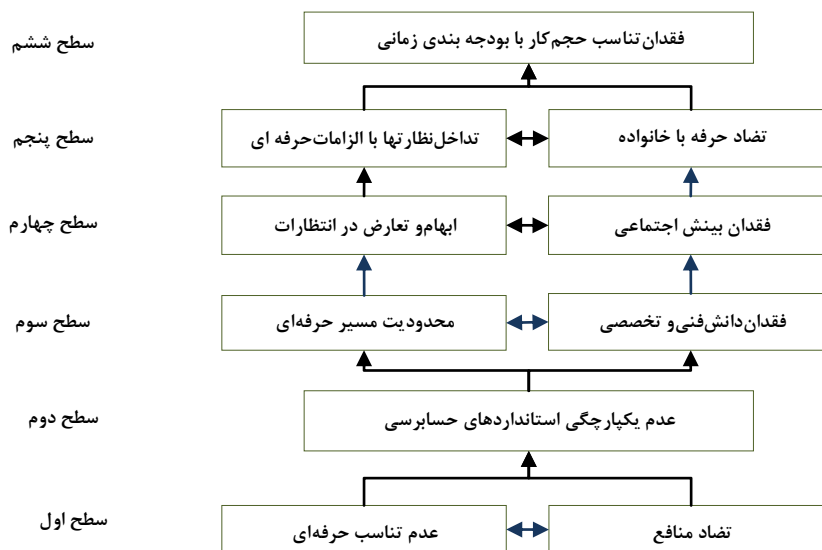 سطح ششم
فقدان تناسب حجم کار با بودجه بندی زمانی
سطح پنجم
تضاد حرفه با خانواده
تداخل نظارتها با الزامات حرفه ای
سطح چهارم
فقدان بینش اجتماعی
ابهام و تعارض در انتظارات
سطح سوم
فقدان دانش فنی و تخصصی
محدودیت مسیر حرفه‌ای
سطح دوم
عدم یکپارچگی استانداردهای حسابرسی
سطح اول
تضاد منافع
عدم تناسب حرفه‌ای